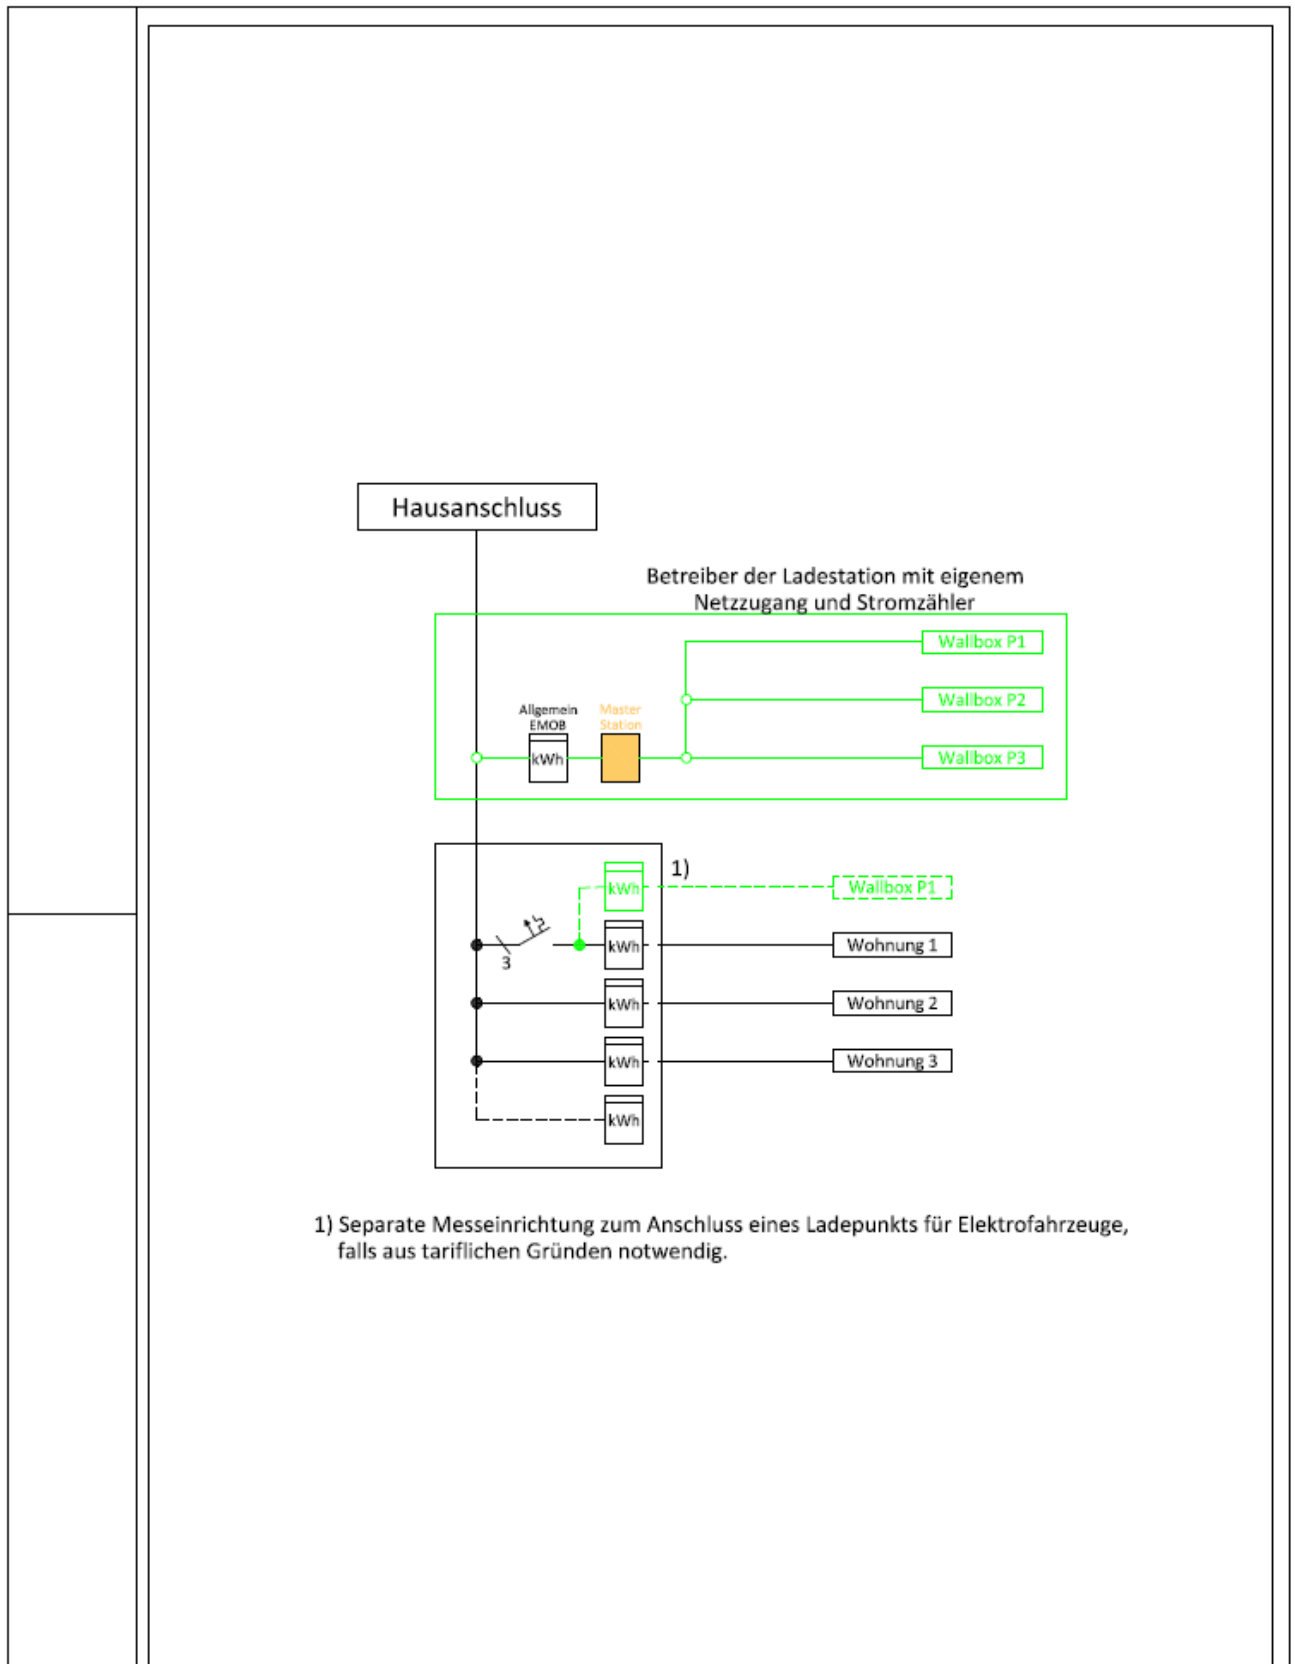 Hausanschluss
Betreiber der Ladestation mit eigenem
Netzzugang und Stromzähler
Wallbox P1
Wallbox P2
Allgemein
EMOB
Master
Station
kWh
Wallbox P3
1)
kWh
Wallbox P1
3
kWh
Wohnung 1
kWh
Wohnung 2
kWh
Wohnung 3
kWh
1) Separate Messeinrichtung zum Anschluss eines Ladepunkts für Elektrofahrzeuge,
falls aus tariflichen Gründen notwendig.